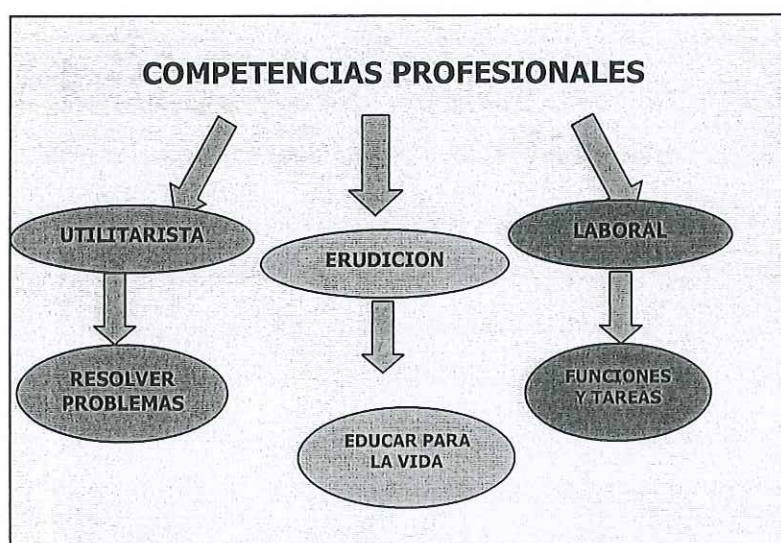 COMPETENCIAS PROFESIONALES
UTILITARISTA
ERUDICION
LABORAL
RESOLVER
PROBLEMAS
EDUCAR PARA
LA VIDA
FUNCIONES
Y TAREAS